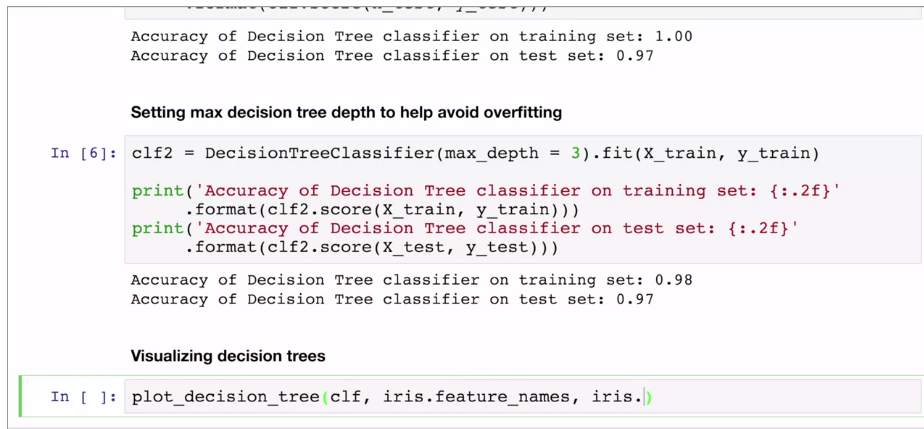 Accuracy of Decision Tree classifier on training set: 1.00
Accuracy of Decision Tree classifier on test set: 0.97
Setting max decision tree depth to help avoid overfitting
In [6]: clf2 = DecisionTreeClassifier(max_depth = 3).fit(X_train, y_train)
print('Accuracy of Decision Tree classifier on training set: {:.2f}'
.format(clf2.score(X_train, y_train)))
print('Accuracy of Decision Tree classifier on test set: {:.2f}'
.format(clf2.score(X_test, y_test)))
Accuracy of Decision Tree classifier on training set: 0.98
Accuracy of Decision Tree classifier on test set: 0.97
Visualizing decision trees
In [ ]: plot_decision_tree(clf, iris.feature_names, iris.)